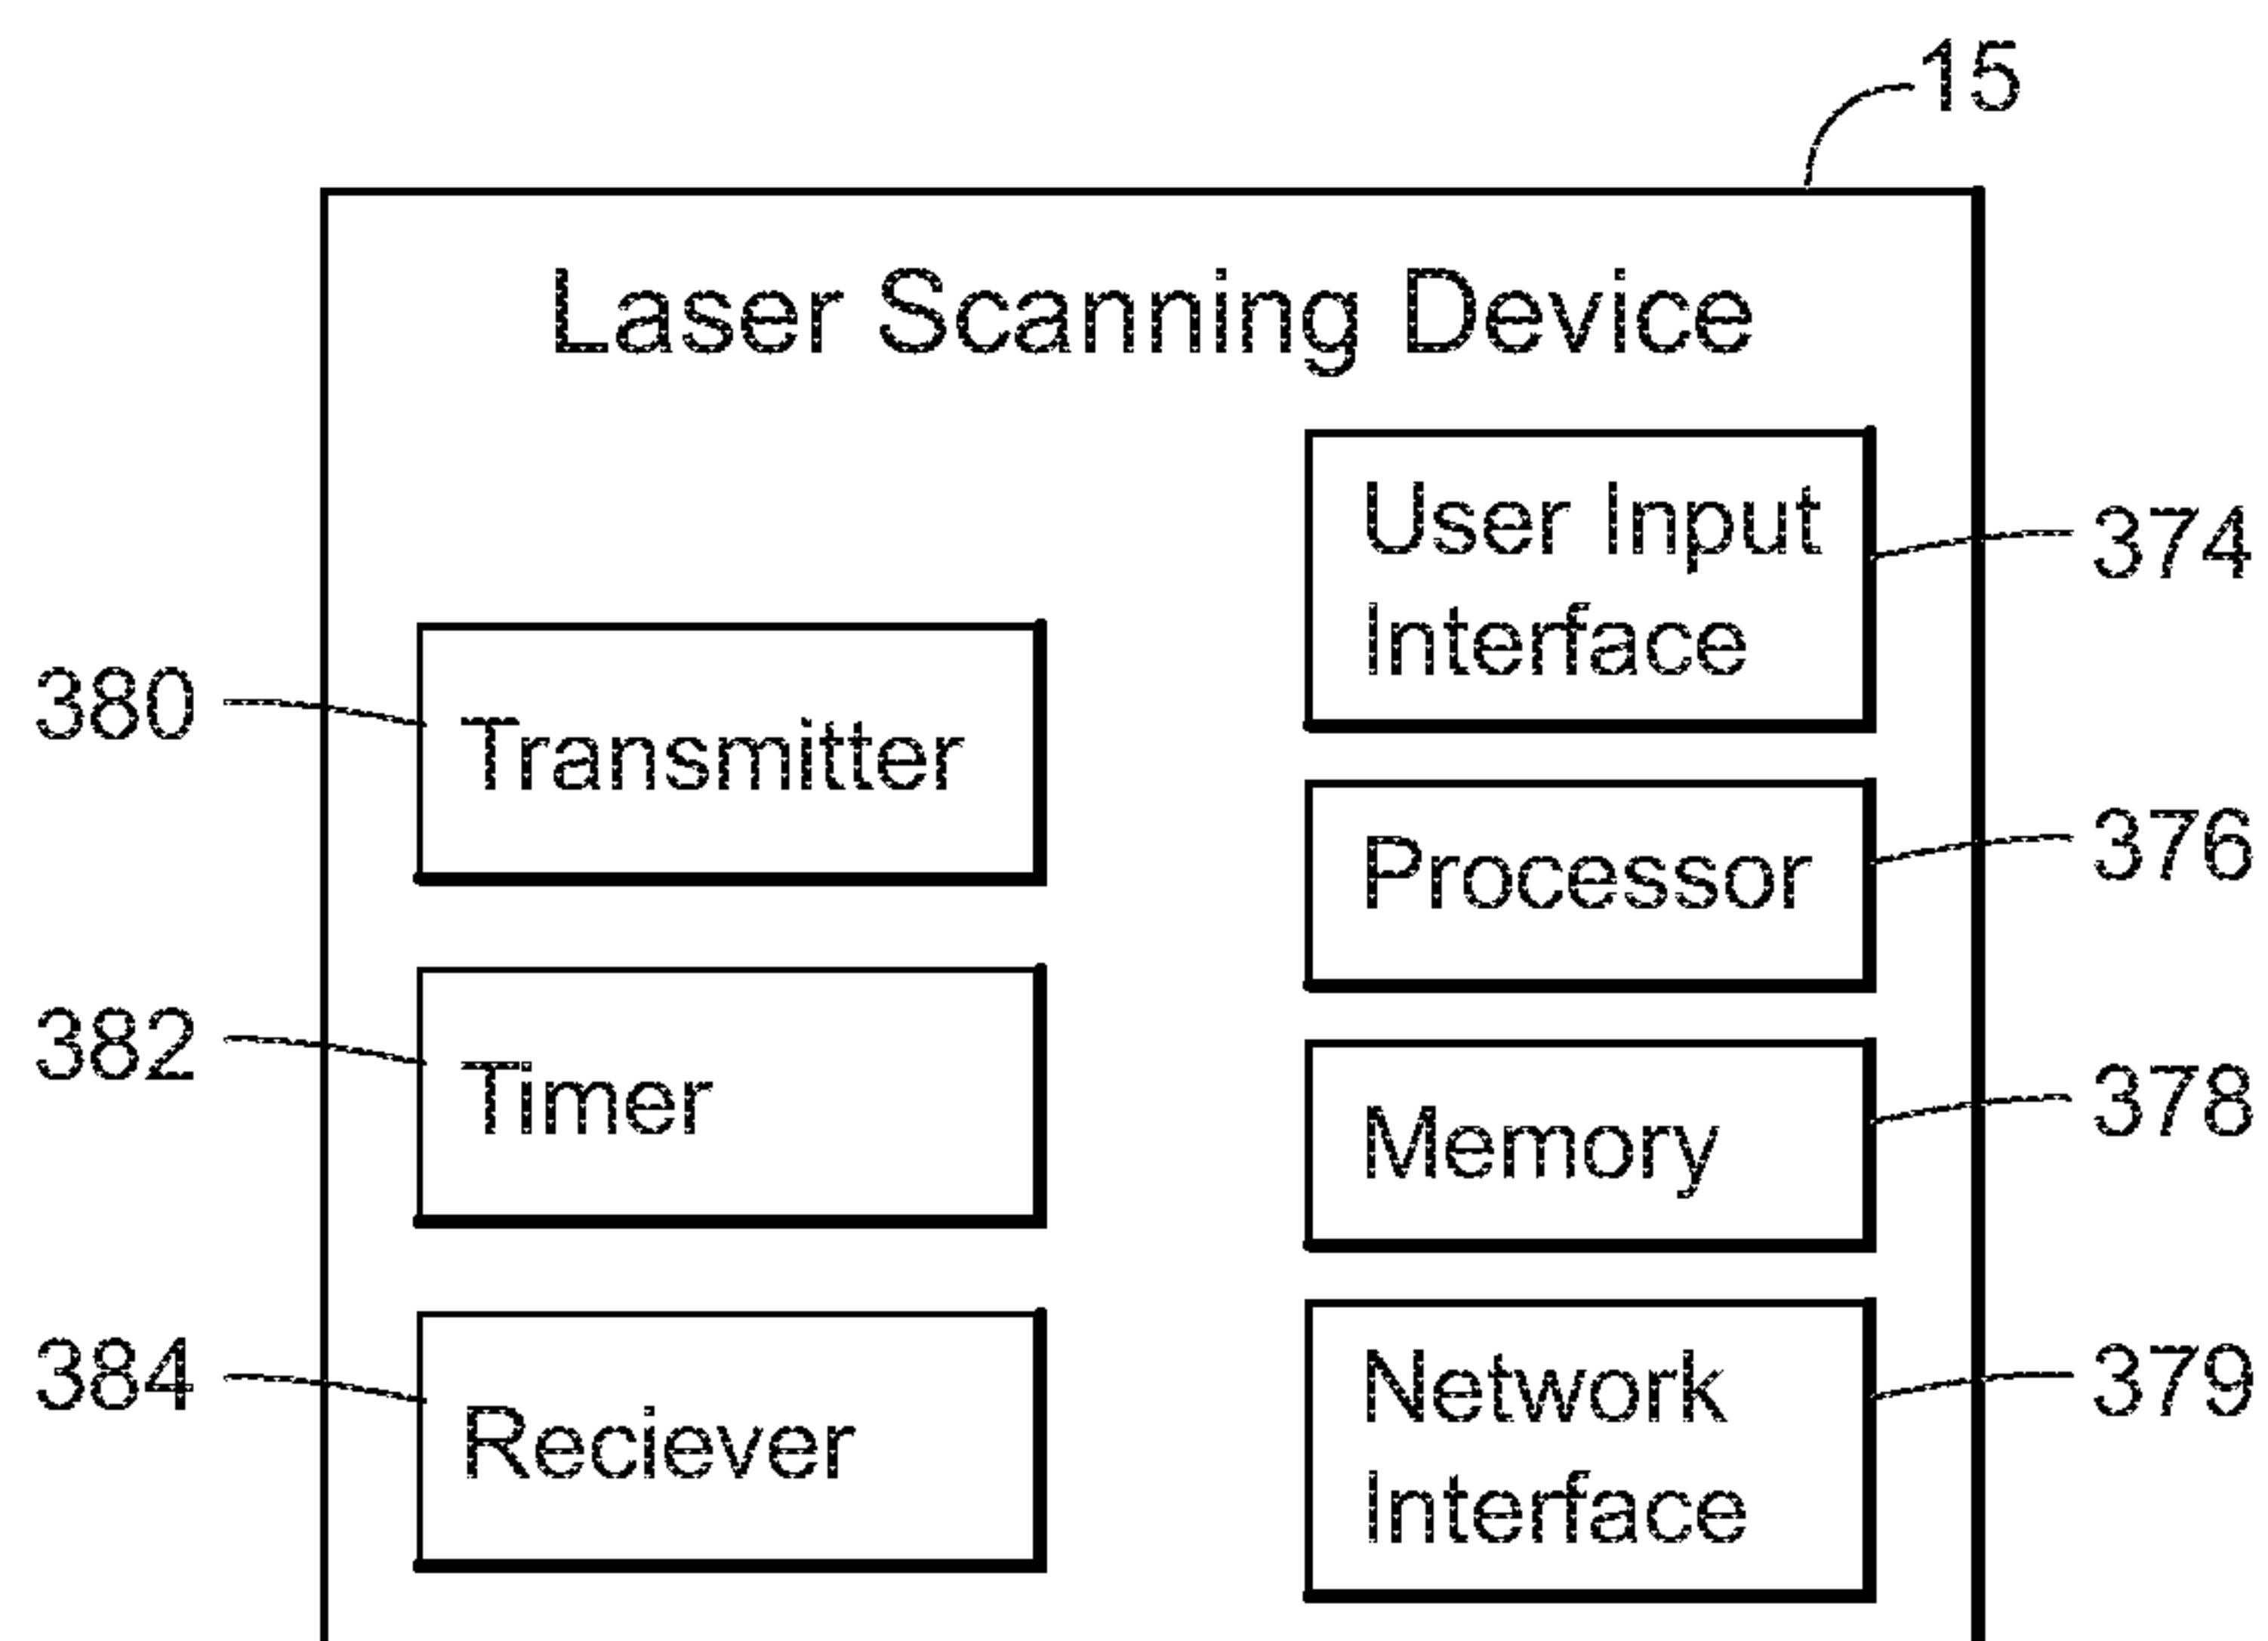 15
Laser Scanning Device
User Input
Interface
374
380
Transmitter
Processor
376
382
Timer
Memory
378
384
Reciever
Network
Interface
379